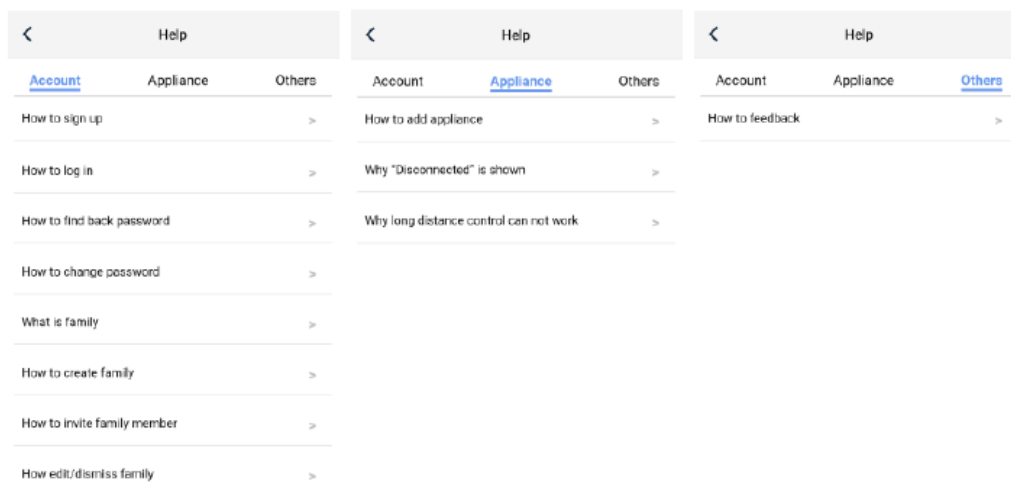 Help
Account Appliance Others
How to sign up >
How to log in >
How to find back password >
How to change password >
What is family >
How to create family >
How to invite family member >
How edit/dismiss family >
Help
Account Appliance Others
How to add appliance >
Why "Disconnected" is shown >
Why long distance control can not work >
Help
Account Appliance Others
How to feedback >